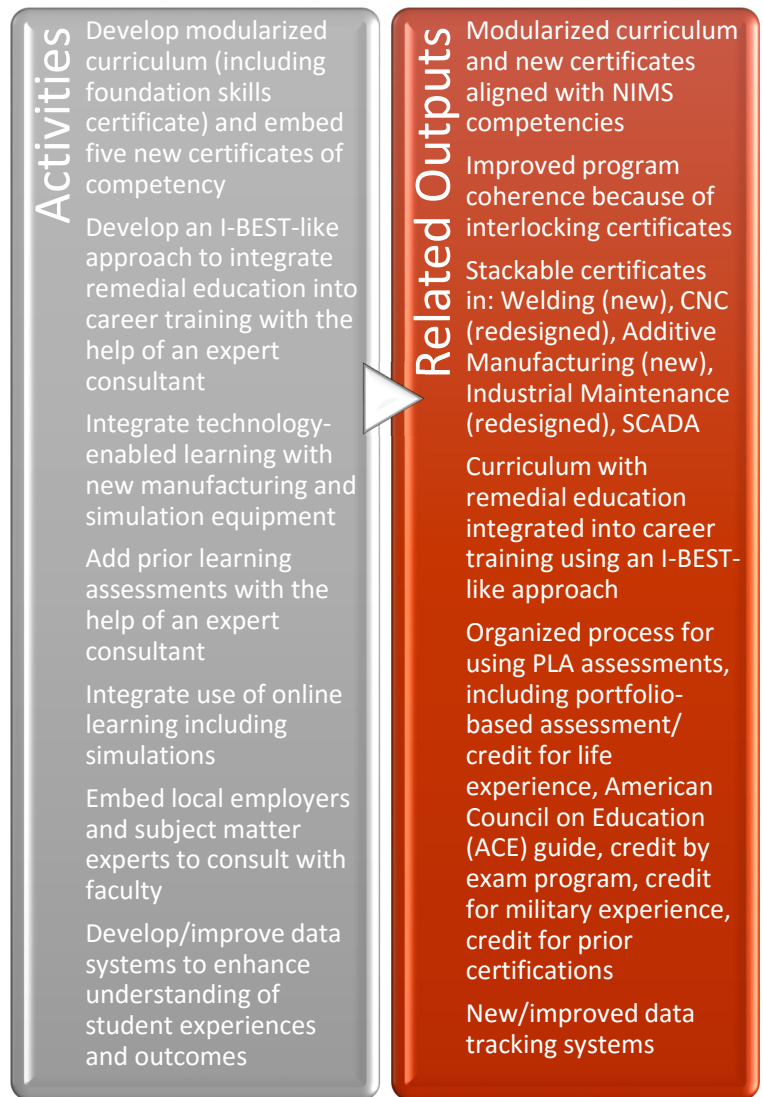 Activities
Develop modularized
curriculum (including
foundation skills
certificate) and embed
five new certificates of
competency
Develop an I-BEST-like
approach to integrate
remedial education into
career training with the
help of an expert
consultant
Integrate technology-
enabled learning with
new manufacturing and
simulation equipment
Add prior learning
assessments with the
help of an expert
consultant
Integrate use of online
learning including
simulations
Embed local employers
and subject matter
experts to consult with
faculty
Develop/improve data
systems to enhance
understanding of
student experiences
and outcomes
Related Outputs
Modularized curriculum
and new certificates
aligned with NIMS
competencies
Improved program
coherence because of
interlocking certificates
Stackable certificates
in: Welding (new), CNC
(redesigned), Additive
Manufacturing (new),
Industrial Maintenance
(redesigned), SCADA
Curriculum with
remedial education
integrated into career
training using an I-BEST-
like approach
Organized process for
using PLA assessments,
including portfolio-
based assessment/
credit for life
experience, American
Council on Education
(ACE) guide, credit by
exam program, credit
for military experience,
credit for prior
certifications
New/improved data
tracking systems